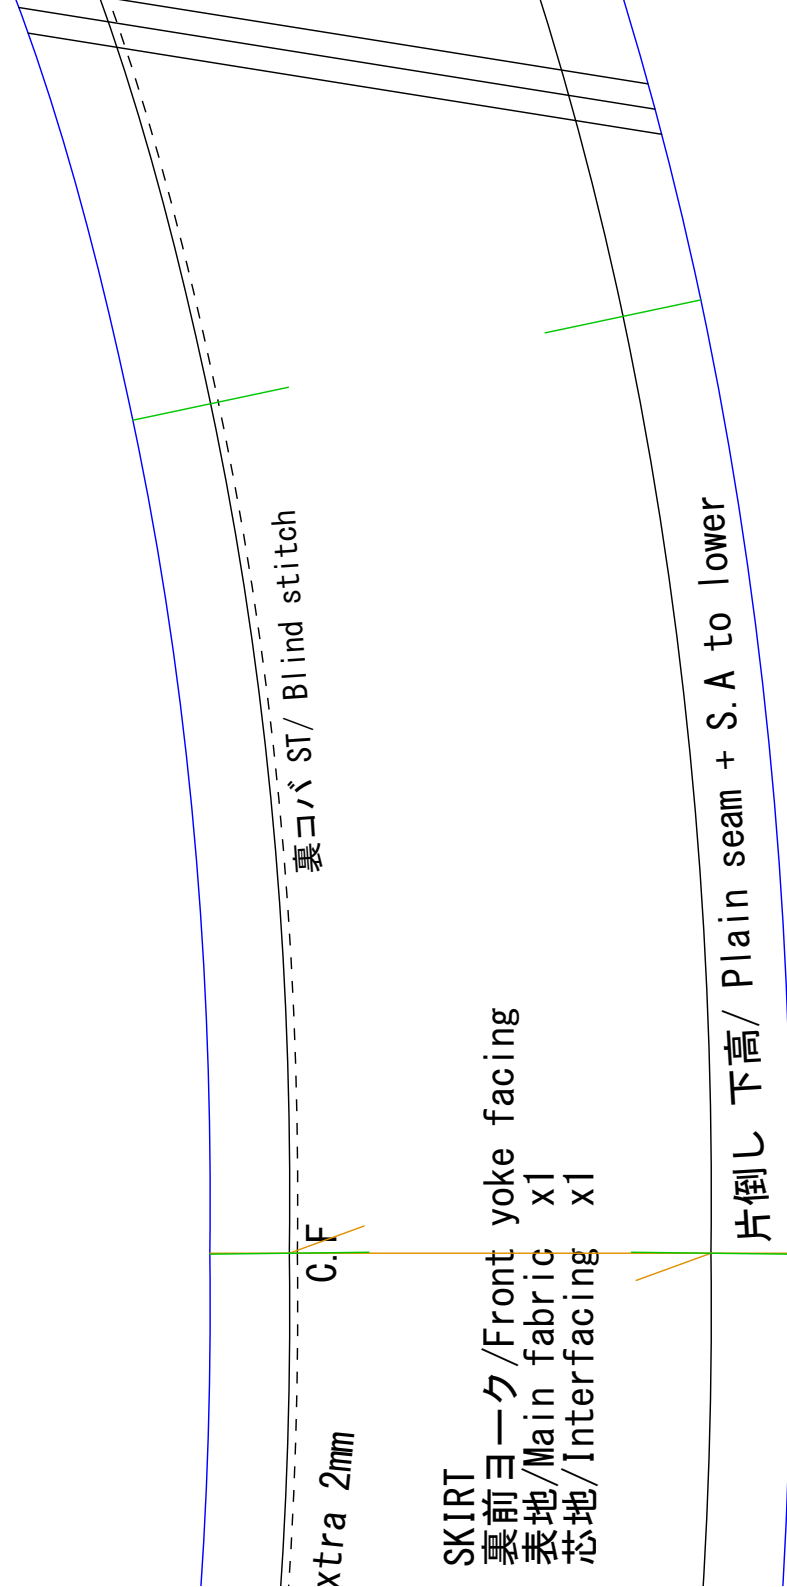 裏コバ ST/ Blind stitch
片倒し 下高/ Plain seam + S.A to lower
C.F
xtra 2mm
SKIRT
裏前ヨーク/Front yoke facing
表地/Main fabric x1
芯地/Interfacing x1